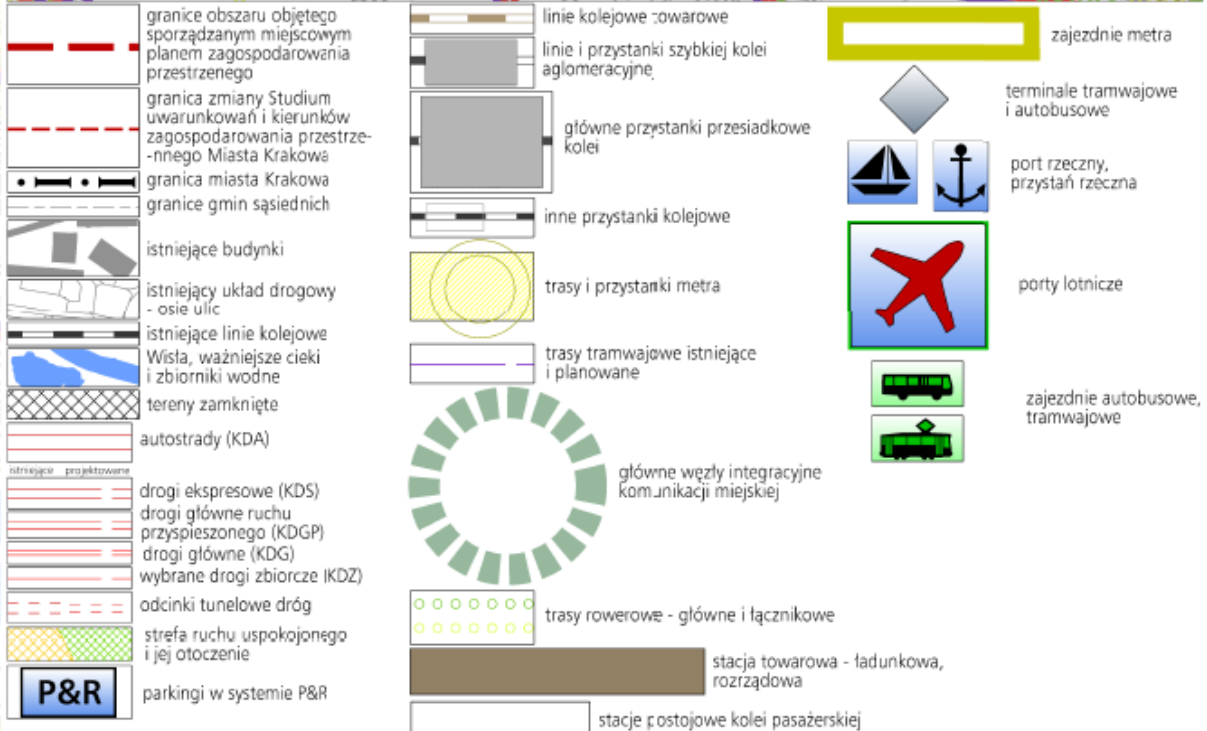 granice obszaru objętego
sporządzanym miejscowym
planem zagospodarowania
przestrzenego
granica zmiany Studium
uwarunkowań i kierunków
zagospodarowania przestrze-
-nnego Miasta Krakowa
granica miasta Krakowa
granice gmin sąsiednich
istniejące budynki
istniejący układ drogowy
- osie ulic
istniejące linie kolejowe
Wisła, ważniejsze cieki
i zbiorniki wodne
tereny zamknięte
autostrady (KDA)
istniejące projektowane
drogi ekspresowe (KDS)
drogi główne ruchu
przyspieszonego (KDGP)
drogi główne (KDG)
wybrane drogi zbiorcze (KDZ)
odcinki tunelowe dróg
strefa ruchu uspokojonego
i jej otoczenie
P&R
parkingi w systemie P&R
linie kolejowe towarowe
linie i przystanki szybkiej kolei
aglomeracyjnej
główne przystanki przesiadkowe
kolei
inne przystanki kolejowe
trasy i przystanki metra
trasy tramwajowe istniejące
i planowane
główne węzły integracyjne
komunikacji miejskiej
trasy rowerowe - główne i łącznikowe
stacja towarowa - ładunkowa,
rozrządowa
stacje postojowe kolei pasażerskiej
zajezdnie metra
terminale tramwajowe
i autobusowe
port rzeczny,
przystań rzeczna
porty lotnicze
zajezdnie autobusowe,
tramwajowe